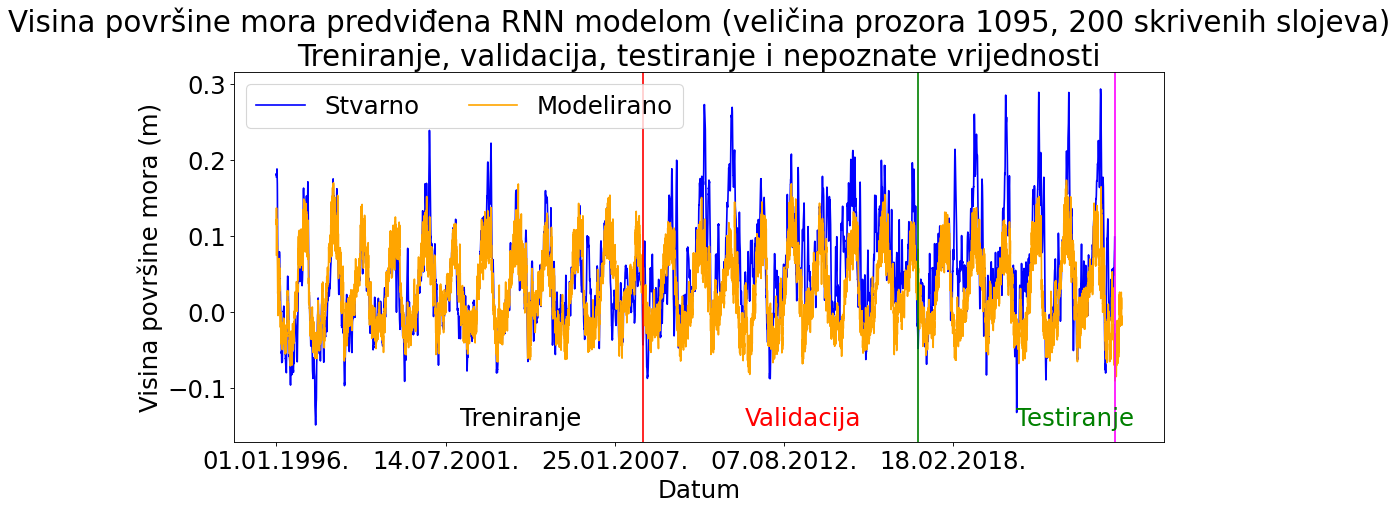 Visina površine mora predviđena RNN modelom (veličina prozora 1095, 200 skrivenih slojeva)
Treniranje, validacija, testiranje i nepoznate vrijednosti
Stvarno Modelirano
Visina površine mora (m)
0.3
0.2
0.1
0.0
−0.1
Treniranje Validacija Testiranje
01.01.1996. 14.07.2001. 25.01.2007. 07.08.2012. 18.02.2018.
Datum